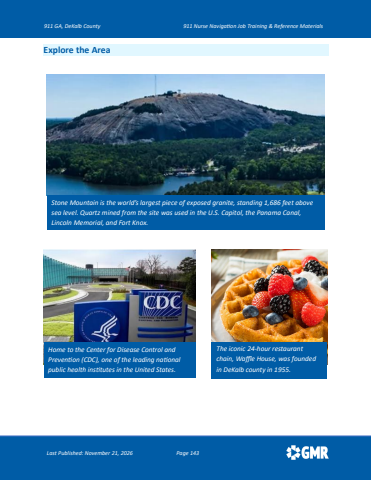 911 GA, DeKalb County
911 Nurse Navigation Job Training & Reference Materials
Explore the Area
Stone Mountain is the world's largest piece of exposed granite, standing 1,686 feet above
sea level. Quartz mined from the site was used in the U.S. Capitol, the Panama Canal,
Lincoln Memorial, and Fort Knox.
CDC
Home to the Center for Disease Control and
Prevention (CDC), one of the leading national
public health institutes in the United States.
The iconic 24-hour restaurant
chain, Waffle House, was founded
in DeKalb county in 1955.
Last Published: November 21, 2026
Page 143
GMR